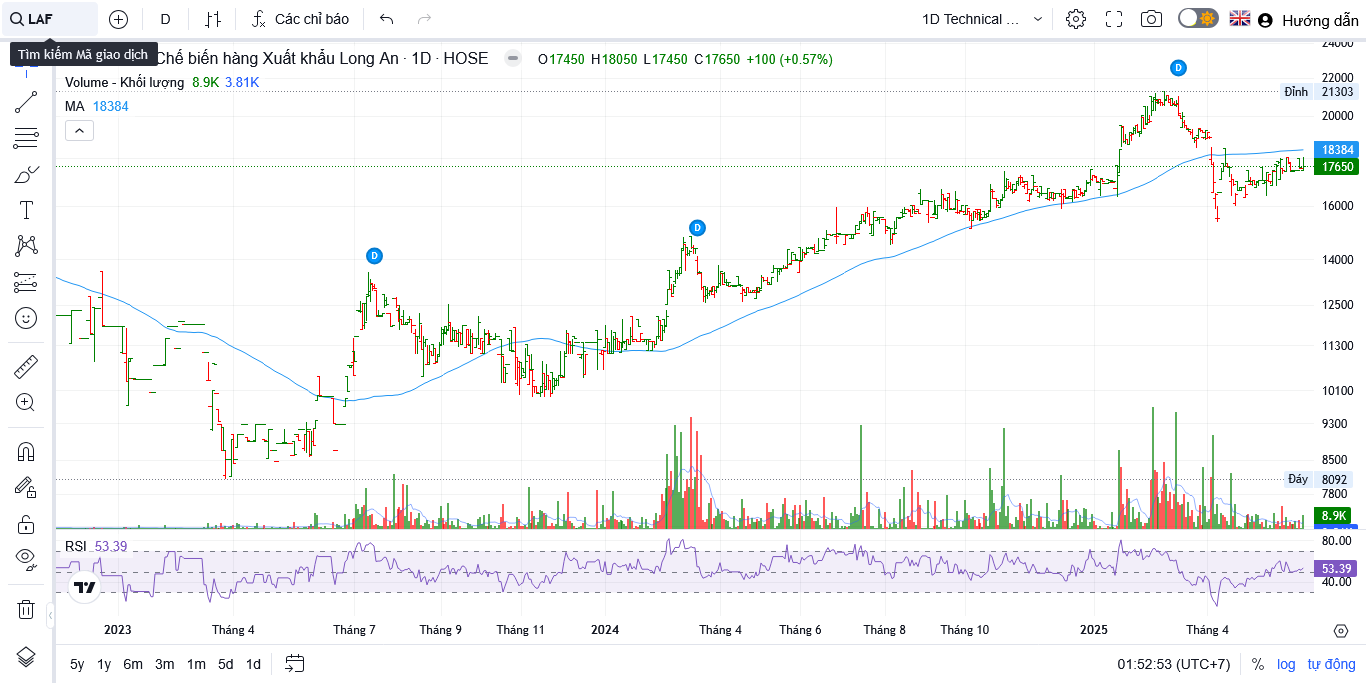 LAF D Các chỉ báo 1D Technical ... Hướng dẫn
Tìm kiếm Mã giao dịch
Chế biến hàng Xuất khẩu Long An · 1D · HOSE O17450 H18050 L17450 C17650 +100 (+0.57%)
Volume - Khối lượng 8.9K 3.81K
MA 18384
D
D
D
24000
22000
Đỉnh 21303
20000
18384
17650
16000
14000
12500
11300
10100
9300
8500
Đáy 8092
7800
8.9K
RSI 53.39
80.00
53.39
40.00
2023 Tháng 4 Tháng 7 Tháng 9 Tháng 11 2024 Tháng 4 Tháng 6 Tháng 8 Tháng 10 2025 Tháng 4
5y 1y 6m 3m 1m 5d 1d 01:52:53 (UTC+7) % log tự động